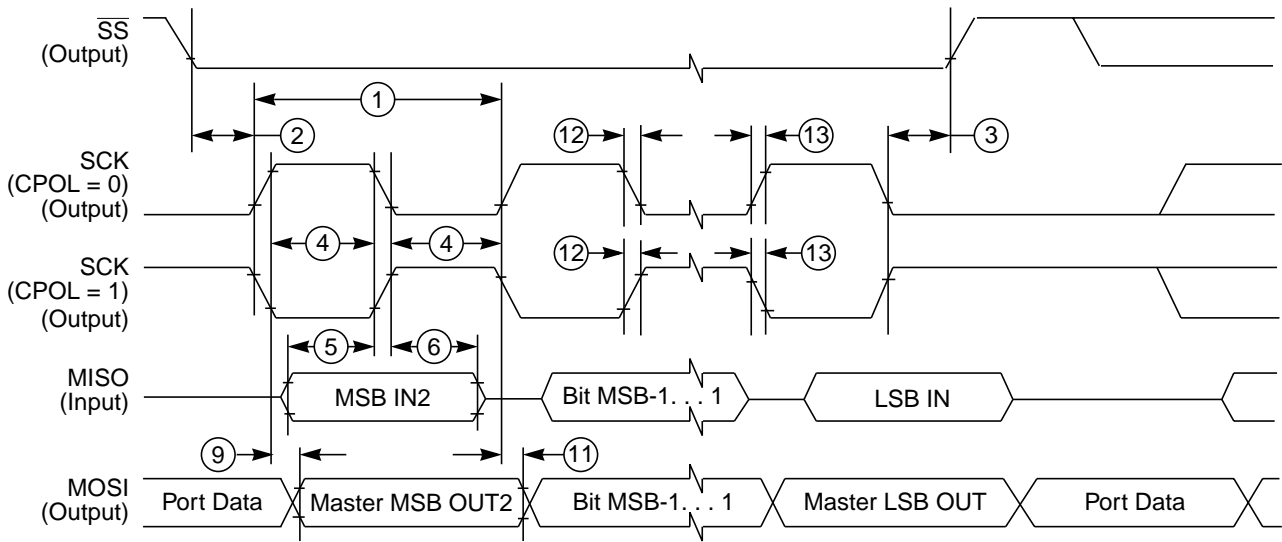 SS
(Output)
1
2
12
13
3
SCK
(CPOL = 0)
(Output)
4
4
SCK
(CPOL = 1)
(Output)
12
13
5
6
MISO
(Input)
MSB IN2
Bit MSB-1. . . 1
LSB IN
9
11
MOSI
(Output)
Port Data
Master MSB OUT2
Bit MSB-1. . . 1
Master LSB OUT
Port Data